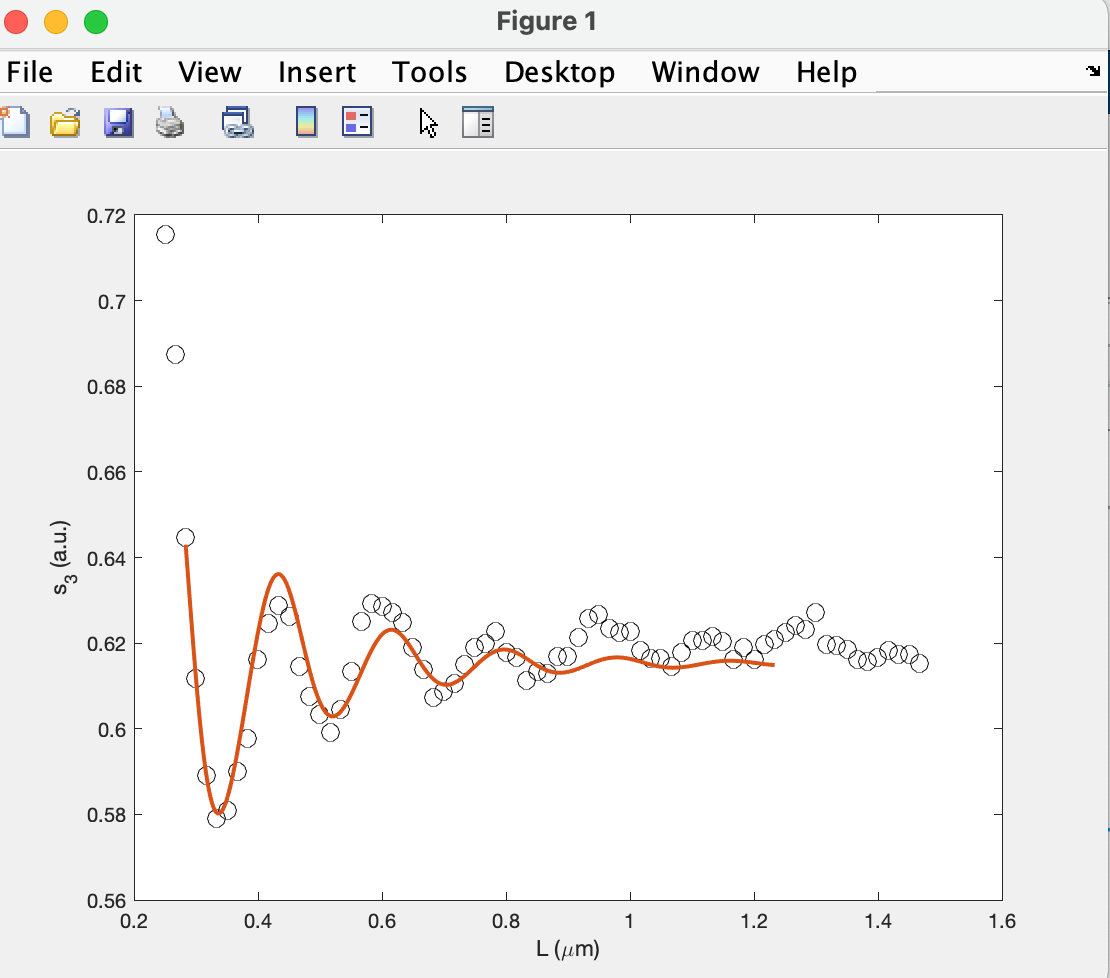 Figure 1
File Edit View Insert Tools Desktop Window Help
0.72
0.7
0.68
0.66
0.64
0.62
0.6
0.58
0.56
s₃ (a.u.)
0.2 0.4 0.6 0.8 1 1.2 1.4 1.6
L (μm)